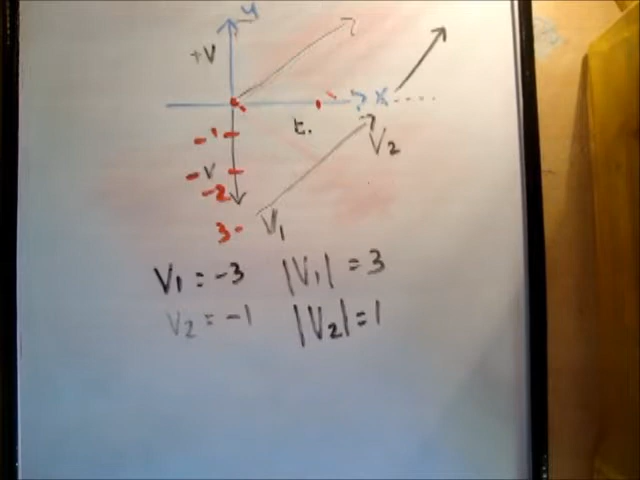 y
+V
x
t.
-1
V2
-V
-2
3-
V1
V1 = -3 |V1| = 3
V2 = -1 |V2| = 1